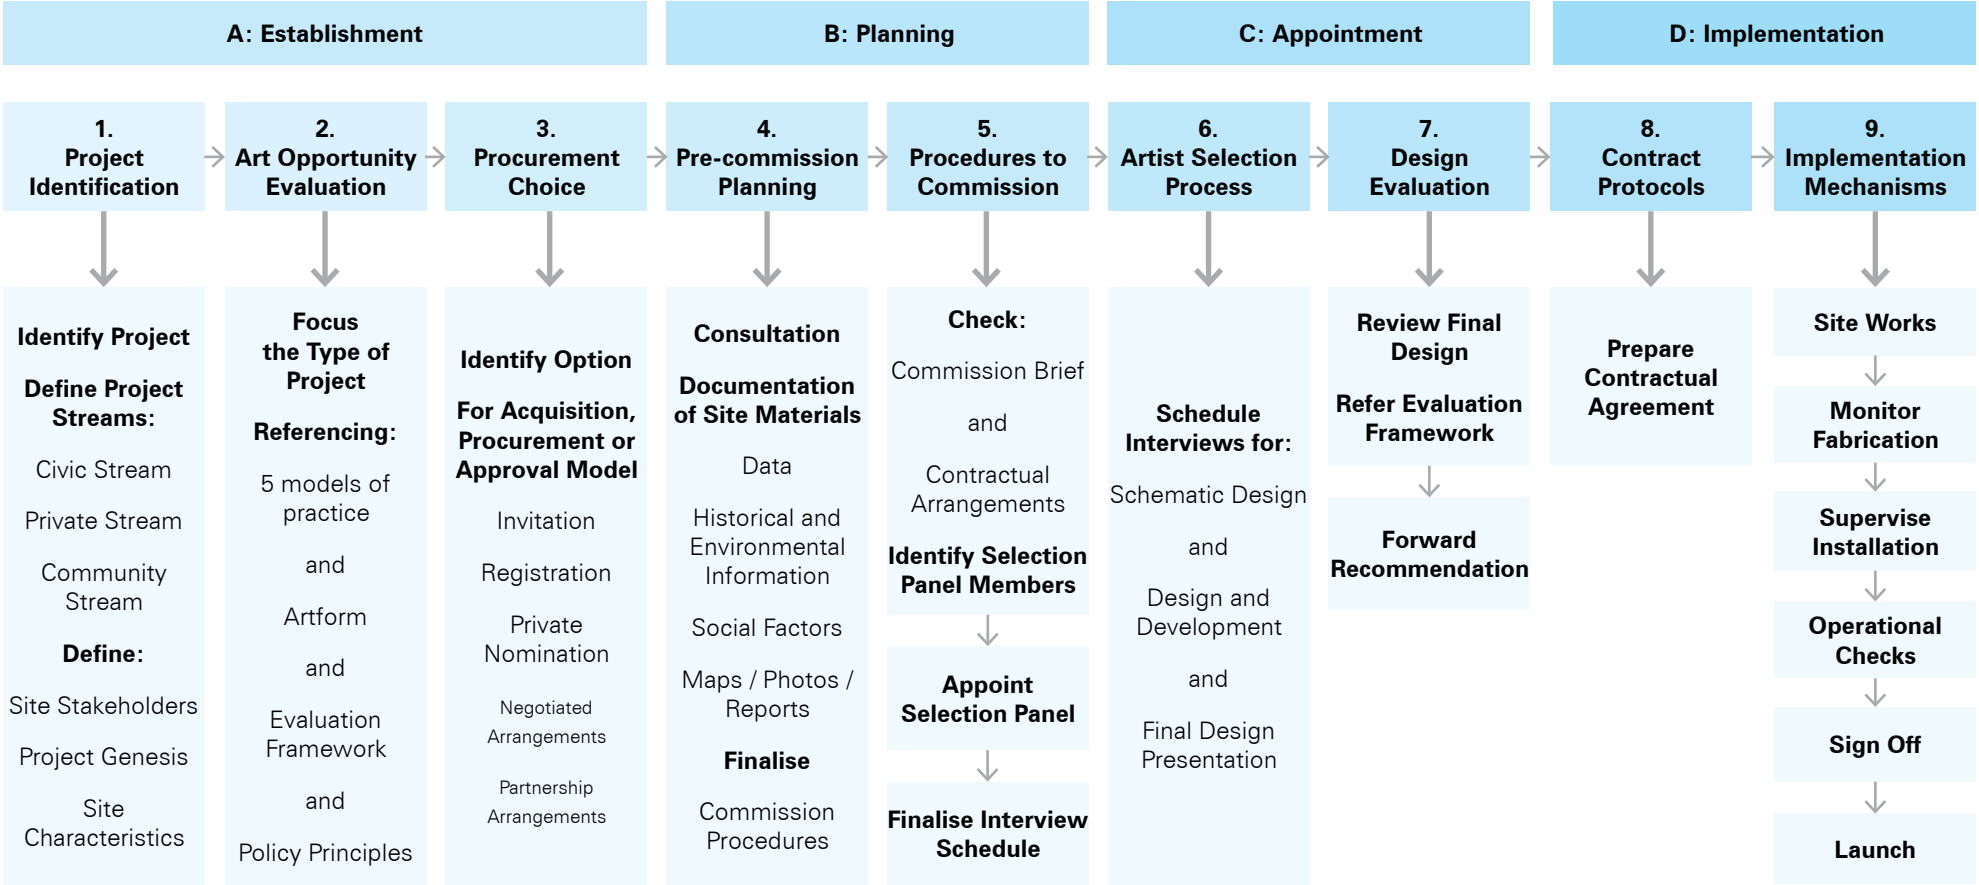 A: Establishment
B: Planning
C: Appointment
D: Implementation
1.
Project
Identification
2.
Art Opportunity
Evaluation
3.
Procurement
Choice
4.
Pre-commission
Planning
5.
Procedures to
Commission
6.
Artist Selection
Process
7.
Design
Evaluation
8.
Contract
Protocols
9.
Implementation
Mechanisms
Identify Project
Define Project
Streams:
Civic Stream
Private Stream
Community
Stream
Define:
Site Stakeholders
Project Genesis
Site
Characteristics
Focus
the Type of
Project
Referencing:
5 models of
practice
and
Artform
and
Evaluation
Framework
and
Policy Principles
Identify Option
For Acquisition,
Procurement or
Approval Model
Invitation
Registration
Private
Nomination
Negotiated
Arrangements
Partnership
Arrangements
Consultation
Documentation
of Site Materials
Data
Historical and
Environmental
Information
Social Factors
Maps / Photos /
Reports
Finalise
Commission
Procedures
Check:
Commission Brief
and
Contractual
Arrangements
Identify Selection
Panel Members
Appoint
Selection Panel
Finalise Interview
Schedule
Schedule
Interviews for:
Schematic Design
and
Design and
Development
and
Final Design
Presentation
Review Final
Design
Refer Evaluation
Framework
Forward
Recommendation
Prepare
Contractual
Agreement
Site Works
Monitor
Fabrication
Supervise
Installation
Operational
Checks
Sign Off
Launch